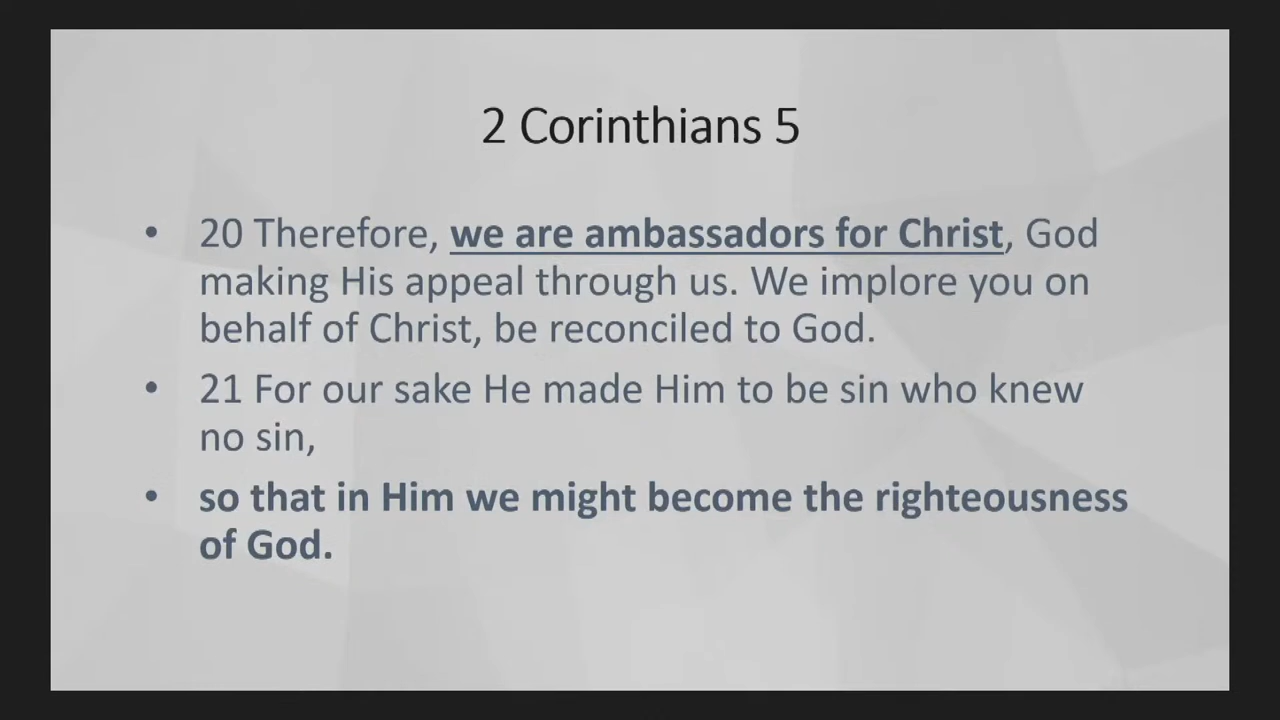 2 Corinthians 5
• 20 Therefore, we are ambassadors for Christ, God
making His appeal through us. We implore you on
behalf of Christ, be reconciled to God.
• 21 For our sake He made Him to be sin who knew
no sin,
• so that in Him we might become the righteousness
of God.